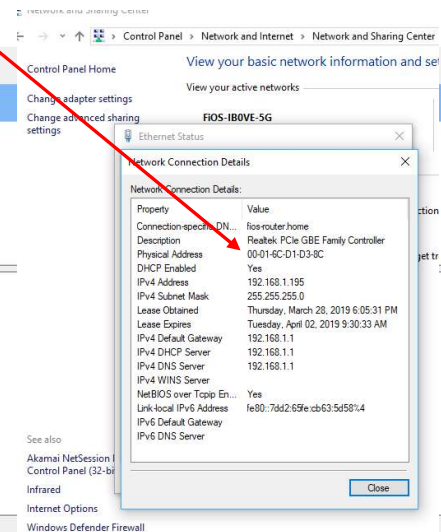 Network and Sharing Center
Control Panel > Network and Internet > Network and Sharing Center
Control Panel Home
Change adapter settings
Change advanced sharing
settings
View your basic network information and set
View your active networks
FiOS-IB0VE-5G
Ethernet Status
Network Connection Details
Network Connection Details:
Property Value
Connection-specific DN... fios-router.home
Description Realtek PCIe GBE Family Controller
Physical Address 00-01-6C-D1-D3-8C
DHCP Enabled Yes
IPv4 Address 192.168.1.195
IPv4 Subnet Mask 255.255.255.0
Lease Obtained Thursday, March 28, 2019 6:05:31 PM
Lease Expires Tuesday, April 02, 2019 9:30:33 AM
IPv4 Default Gateway 192.168.1.1
IPv4 DHCP Server 192.168.1.1
IPv4 DNS Server 192.168.1.1
IPv4 WINS Server
NetBIOS over Tcpip En... Yes
Link-local IPv6 Address fe80::7dd2:65fe:cb63:5d58%4
IPv6 Default Gateway
IPv6 DNS Server
ction
get tr
Close
See also
Akamai NetSession I
Control Panel (32-bi
Infrared
Internet Options
Windows Defender Firewall